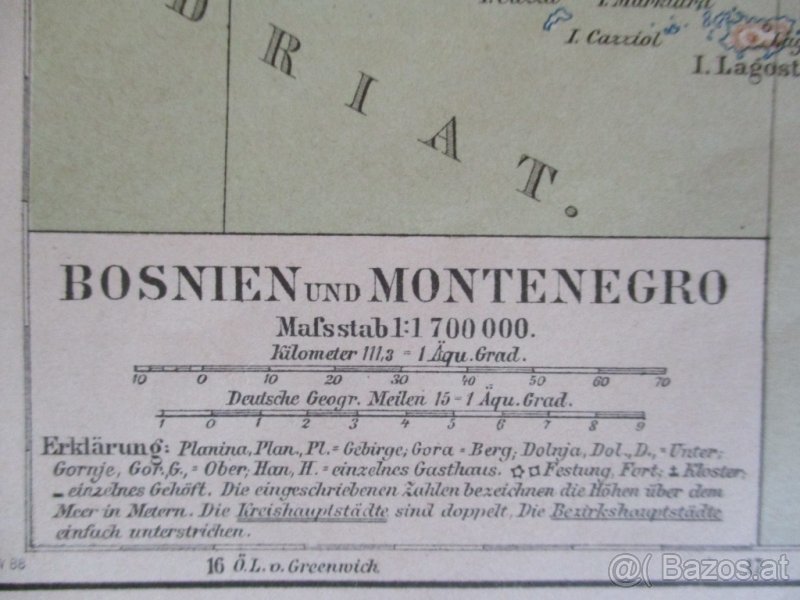 DRIAT.
I. Cazziol
I. Lagost
BOSNIEN UND MONTENEGRO
Maſsstab 1:1 700 000.
Kilometer 111,3 = 1 Äqu. Grad.
10 0 10 20 30 40 50 60 70
Deutsche Geogr. Meilen 15 = 1 Äqu. Grad.
1 0 1 2 3 4 5 6 7 8 9
Erklärung: Planina, Plan., Pl. = Gebirge; Gora = Berg; Dolnja, Dol., D., = Unter;
Gornje, Gor., G., = Ober; Han, H. = einzelnes Gasthaus. Festung, Fort; Kloster;
einzelnes Gehöft. Die eingeschriebenen Zahlen bezeichnen die Höhen über dem
Meer in Metern. Die Kreishauptstädte sind doppelt, Die Bezirkshauptstädte
einfach unterstrichen.
88 16 Ö. L. v. Greenwich
@( Bazos.at